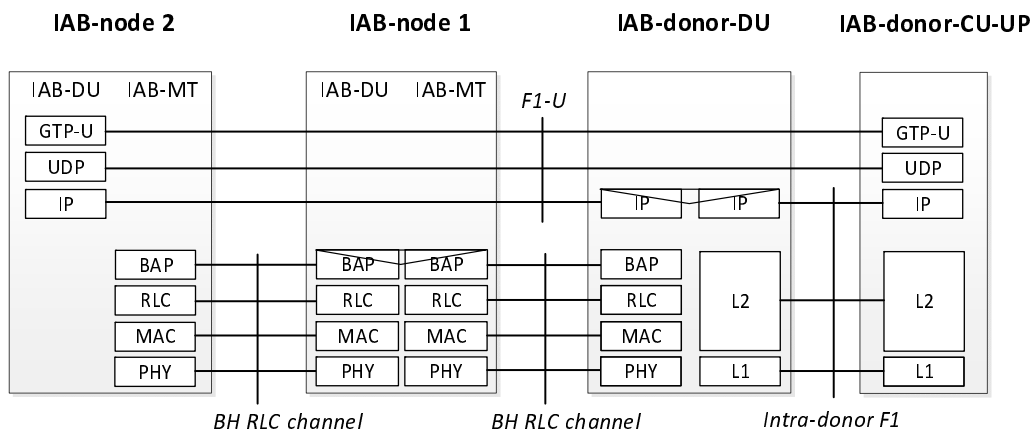 IAB-node 2 IAB-node 1 IAB-donor-DU IAB-donor-CU-UP
IAB-DU IAB-MT IAB-DU IAB-MT
F1-U
GTP-U GTP-U
UDP UDP
IP IP IP IP
BAP BAP BAP BAP
RLC RLC RLC RLC L2 L2
MAC MAC MAC MAC
PHY PHY PHY PHY L1 L1
BH RLC channel BH RLC channel Intra-donor F1